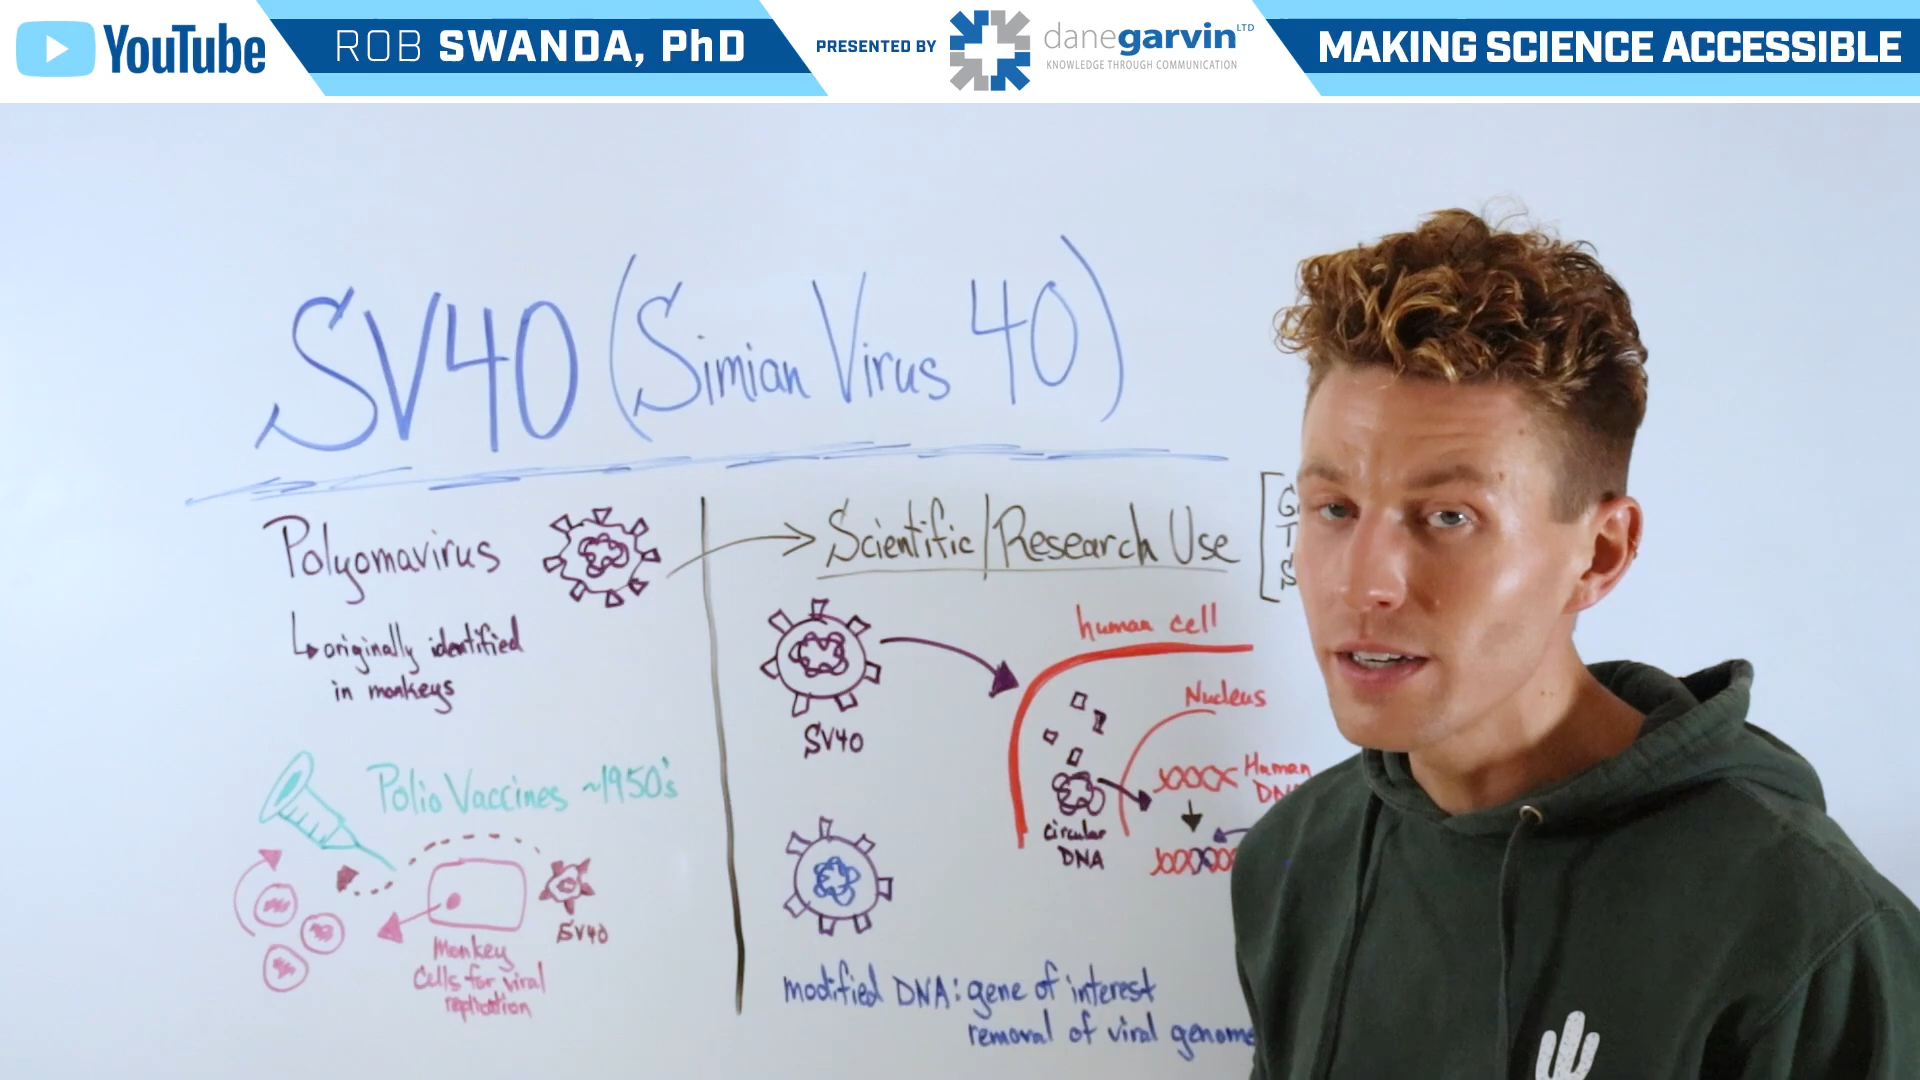 YouTube
ROB SWANDA, PhD
PRESENTED BY
danegarvin LTD
KNOWLEDGE THROUGH COMMUNICATION
MAKING SCIENCE ACCESSIBLE
SV40 (Simian Virus 40)
Polyomavirus
originally identified
in monkeys
Polio Vaccines ~1950's
SV40
Monkey
Cells for viral
replication
Scientific/Research Use
G
T
S
SV40
human cell
Nucleus
Human
DNA
circular
DNA
modified DNA: gene of interest
removal of viral genome